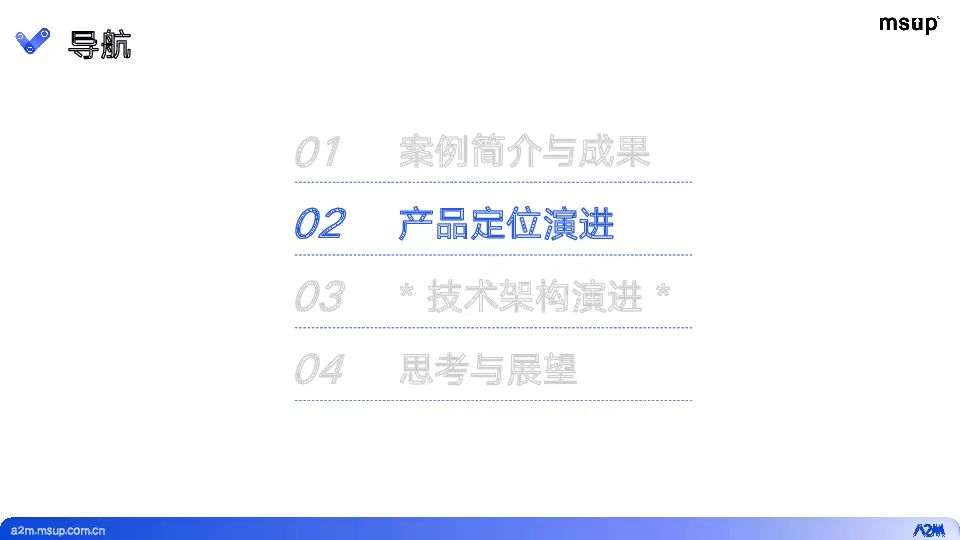 msup
导航
01 案例简介与成果
02 产品定位演进
03 * 技术架构演进 *
04 思考与展望
a2m.msup.com.cn
A2M